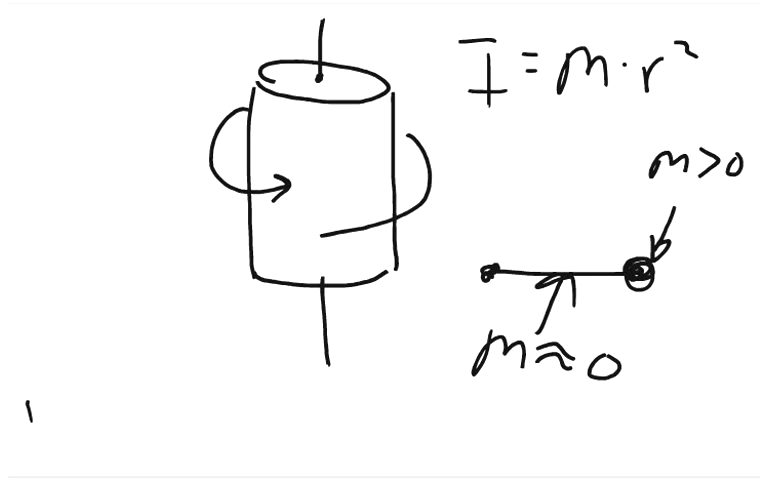 I = m · r²
m > 0
m ≈ 0